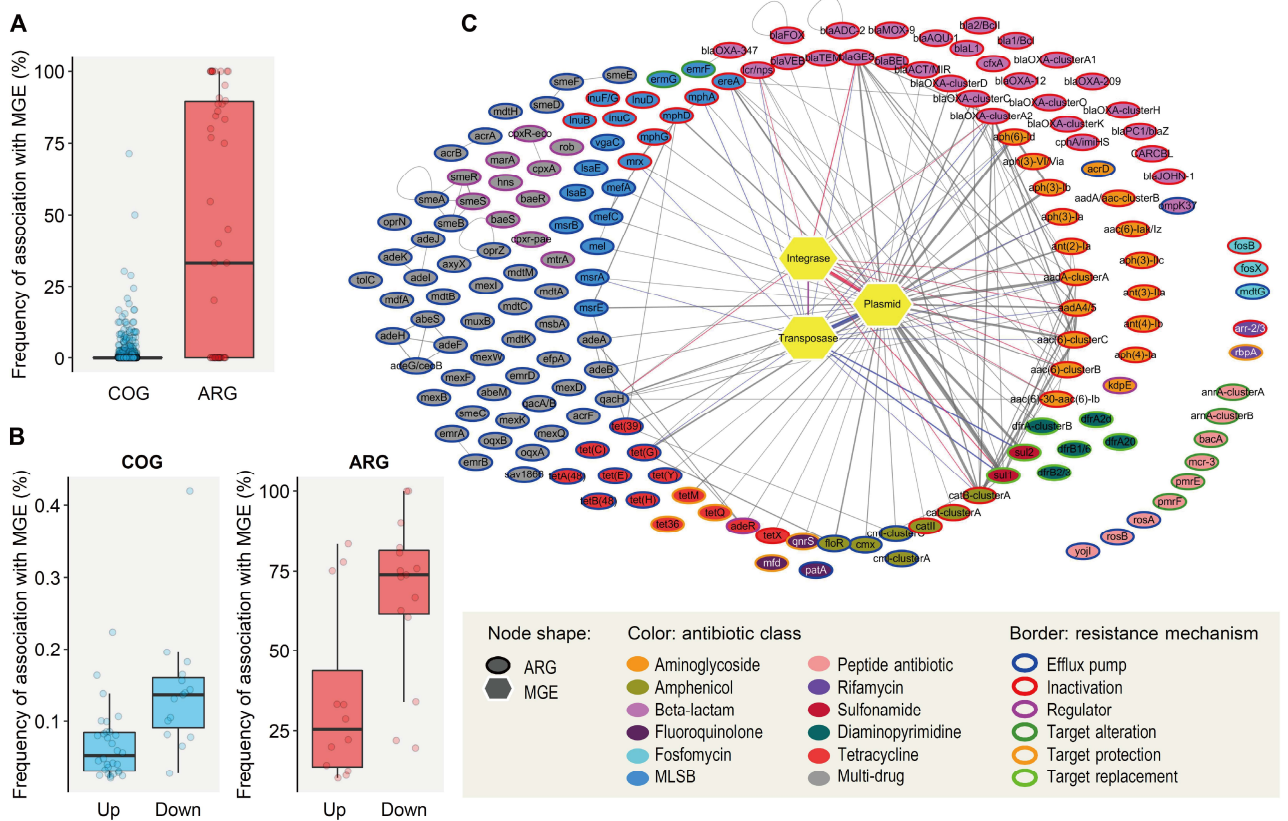 A
Frequency of association with MGE (%)
100
75
50
25
0
COG
ARG
B
COG
ARG
Frequency of association with MGE (%)
0.4
0.3
0.2
0.1
Up
Down
Frequency of association with MGE (%)
100
75
50
25
Up
Down
C
blaFOX
blaADC-2
blaMOX-9
blaAQU-1
bla2/BcII
bla1/BcI
blaL1
blaOXA-347
blaVEB
blaTEM
blaGES
blaBEL
blaACT/MIR
cfxA
blaOXA-clusterA1
blaOXA-clusterD
blaOXA-12
blaOXA-209
blaOXA-clusterC
blaOXA-clusterO
blaOXA-clusterH
blaOXA-clusterA2
blaOXA-clusterK
blaPC1/blaZ
cphA/imiHS
CARCBL
blaJOHN-1
ompK37
smeF
smeE
ermG
emrF
ereA
lcr/nps
mdtH
smeD
lnuF/G
lnuD
mphA
lnuB
lnuC
mphD
acrA
cpxR-eco
rob
vgaC
mphG
acrB
marA
cpxA
lsaE
mrx
smeR
hns
baeR
lsaB
mefA
smeA
smeS
baeS
msrB
mefC
oprN
smeB
cpxr-pae
mel
adeJ
oprZ
mtrA
adeK
axyX
mdtM
msrA
tolC
adeI
mexI
mdtA
mdfA
mdtB
mdtC
msrE
abeS
muxB
msbA
adeH
adeF
mdtK
adeA
adeG/ceoB
mexW
efpA
adeB
mexF
emrD
mexD
mexB
abeM
qacA/B
qacH
smeC
mexK
acrF
tet(39)
emrA
oqxB
mexQ
tet(C)
tet(G)
emrB
oqxA
sav1866
tetA(48)
tet(E)
tet(Y)
tetB(48)
tet(H)
tetM
tetQ
tet36
adeR
tetX
qnrS
mfd
patA
floR
cmx
cml-clusterA
catII
cat-clusterA
catB-clusterA
sul1
sul2
dfrA-clusterB
dfrA2d
dfrB1/6
dfrA20
dfrB2/3
aph(6)-Id
aph(3)-VI/Via
acrD
aph(3)-Ib
aadA/aac-clusterB
aph(3)-Ia
aac(6)-Iak/Iz
ant(2)-Ia
aph(3)-IIc
aadA-clusterA
ant(3)-IIa
aadA4/5
ant(4)-Ib
aac(6)-clusterC
aph(4)-Ia
aac(6)-clusterB
kdpE
aac(6)-30-aac(6)-Ib
fosB
fosX
mdtG
arr-2/3
rbpA
arnA-clusterA
arnA-clusterB
bacA
mcr-3
pmrE
pmrF
rosA
rosB
yojI
Integrase
Plasmid
Transposase
Node shape:
ARG
MGE
Color: antibiotic class
Aminoglycoside
Amphenicol
Beta-lactam
Fluoroquinolone
Fosfomycin
MLSB
Peptide antibiotic
Rifamycin
Sulfonamide
Diaminopyrimidine
Tetracycline
Multi-drug
Border: resistance mechanism
Efflux pump
Inactivation
Regulator
Target alteration
Target protection
Target replacement